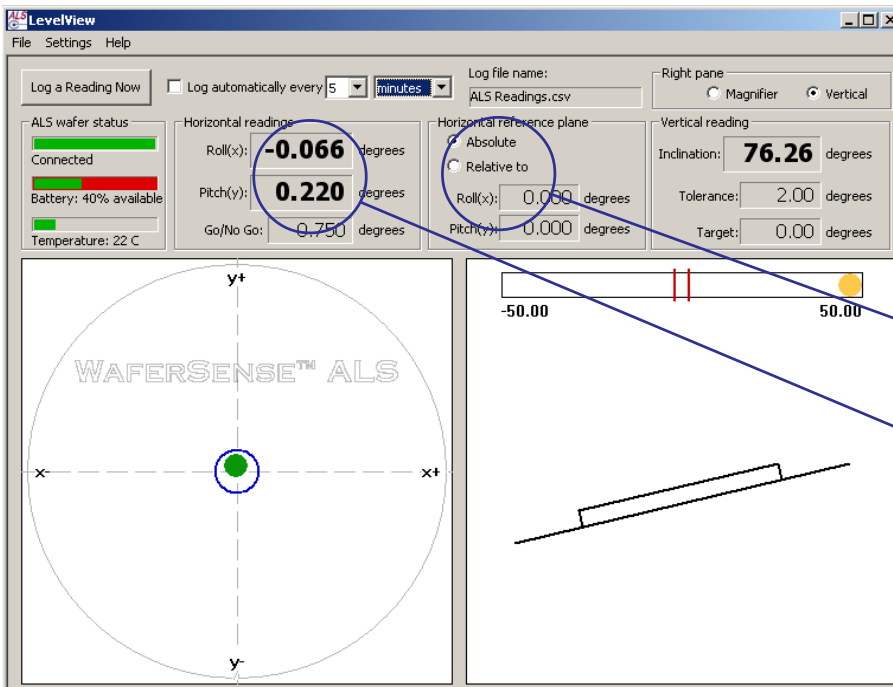 ALS
LevelView
File Settings Help
Log a Reading Now
Log automatically every 5 minutes
Log file name:
ALS Readings.csv
Right pane
Magnifier Vertical
ALS wafer status
Connected
Battery: 40% available
Temperature: 22 C
Horizontal readings
Roll(x): -0.066 degrees
Pitch(y): 0.220 degrees
Go/No Go: 0.750 degrees
Horizontal reference plane
Absolute
Relative to
Roll(x): 0.000 degrees
Pitch(y): 0.000 degrees
Vertical reading
Inclination: 76.26 degrees
Tolerance: 2.00 degrees
Target: 0.00 degrees
y+
WAFERSENSE™ ALS
x- x+
y-
-50.00 50.00